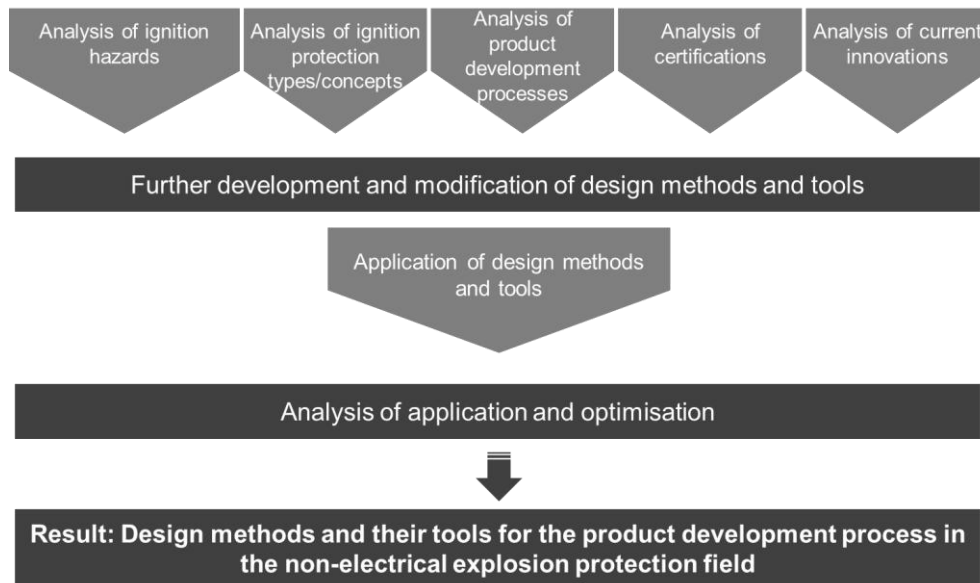 Analysis of ignition
hazards
Analysis of ignition
protection
types/concepts
Analysis of
product
development
processes
Analysis of
certifications
Analysis of current
innovations
Further development and modification of design methods and tools
Application of design methods
and tools
Analysis of application and optimisation
Result: Design methods and their tools for the product development process in
the non-electrical explosion protection field